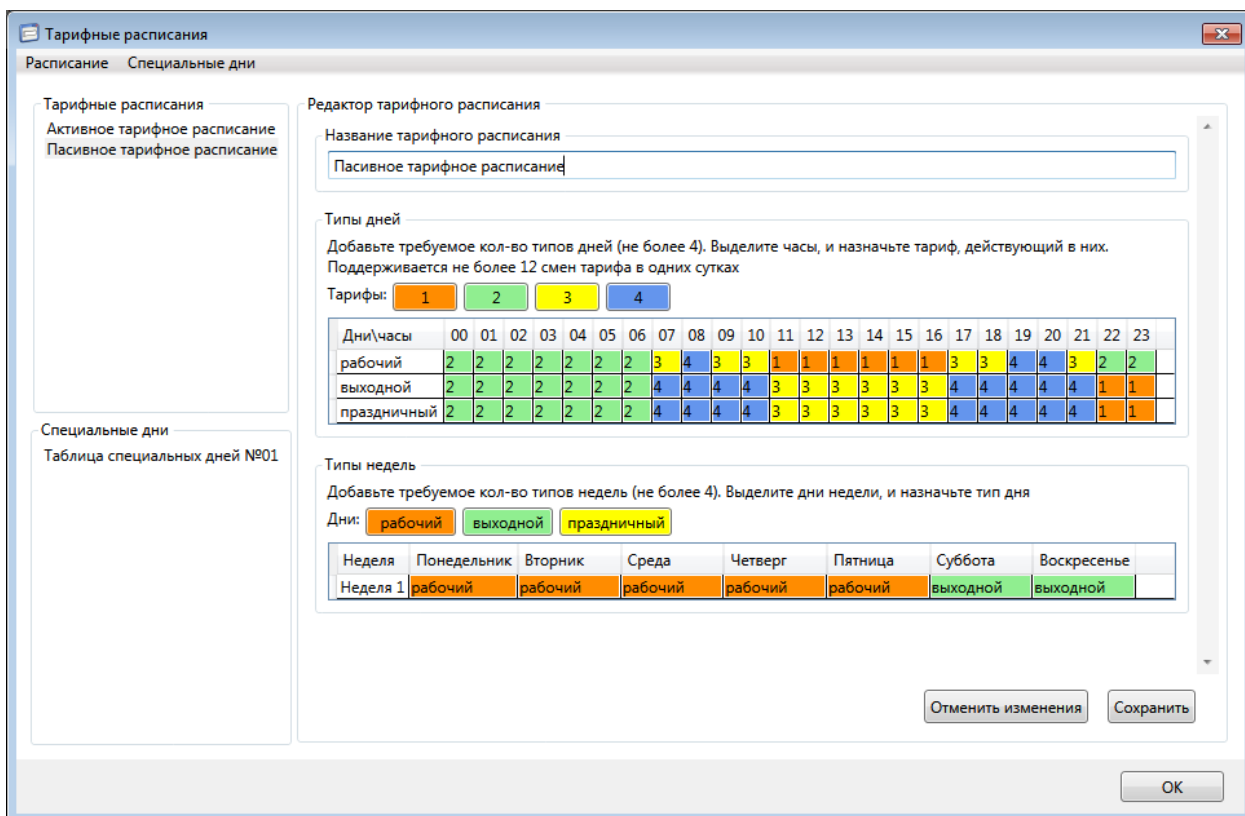 Тарифные расписания
Расписание Специальные дни
Тарифные расписания
Активное тарифное расписание
Пасивное тарифное расписание
Специальные дни
Таблица специальных дней №01
Редактор тарифного расписания
Название тарифного расписания
Пасивное тарифное расписание
Типы дней
Добавьте требуемое кол-во типов дней (не более 4). Выделите часы, и назначьте тариф, действующий в них.
Поддерживается не более 12 смен тарифа в одних сутках
Тарифы: 1 2 3 4
Дни\часы 00 01 02 03 04 05 06 07 08 09 10 11 12 13 14 15 16 17 18 19 20 21 22 23
рабочий 2 2 2 2 2 2 2 3 4 3 3 1 1 1 1 1 1 3 3 4 4 3 2 2
выходной 2 2 2 2 2 2 2 4 4 4 4 3 3 3 3 3 3 4 4 4 4 4 1 1
праздничный 2 2 2 2 2 2 2 4 4 4 4 3 3 3 3 3 3 4 4 4 4 4 1 1
Типы недель
Добавьте требуемое кол-во типов недель (не более 4). Выделите дни недели, и назначьте тип дня
Дни: рабочий выходной праздничный
Неделя Понедельник Вторник Среда Четверг Пятница Суббота Воскресенье
Неделя 1 рабочий рабочий рабочий рабочий рабочий выходной выходной
Отменить изменения Сохранить
ОК